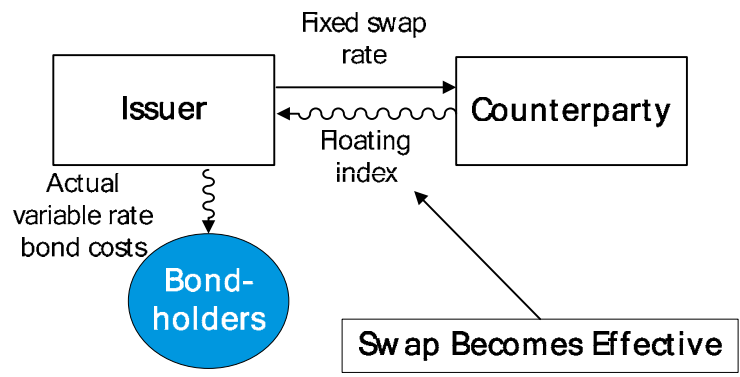 Fixed swap
rate
Issuer
Counterparty
Floating
index
Actual
variable rate
bond costs
Bond-
holders
Swap Becomes Effective